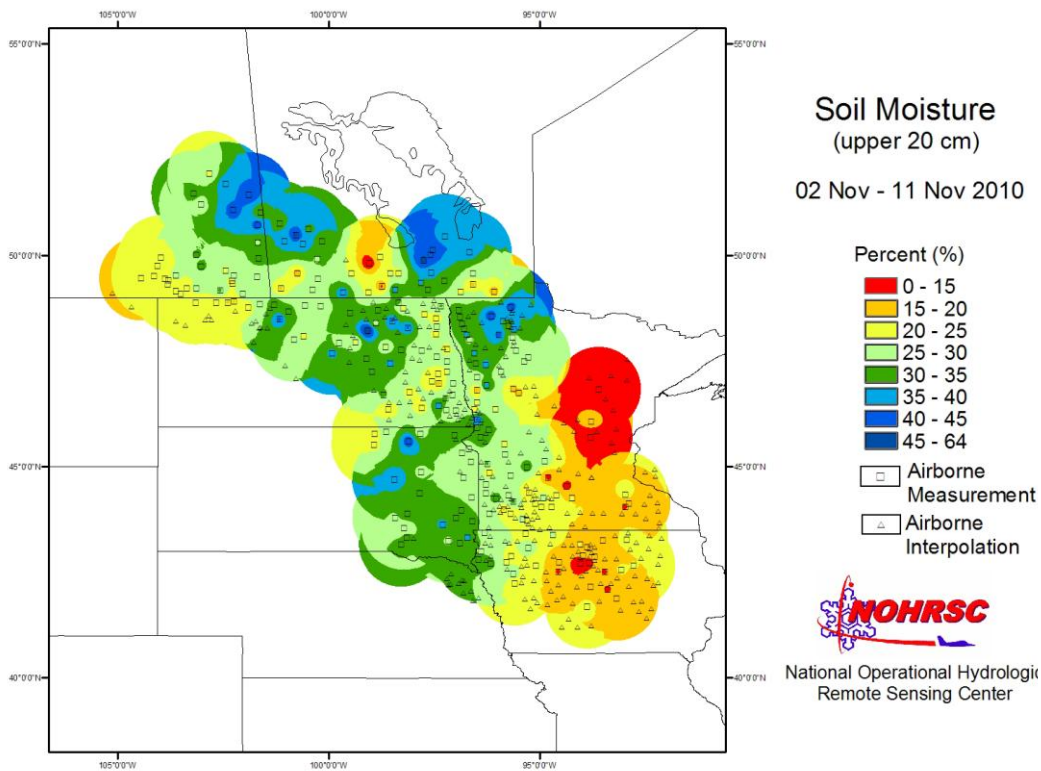 105°0'0"W
100°0'0"W
95°0'0"W
55°0'0"N
55°0'0"N
50°0'0"N
50°0'0"N
45°0'0"N
45°0'0"N
40°0'0"N
40°0'0"N
105°0'0"W
100°0'0"W
95°0'0"W
Soil Moisture
(upper 20 cm)
02 Nov - 11 Nov 2010
Percent (%)
0 - 15
15 - 20
20 - 25
25 - 30
30 - 35
35 - 40
40 - 45
45 - 64
Airborne
Measurement
Airborne
Interpolation
NOHRSC
National Operational Hydrologic
Remote Sensing Center